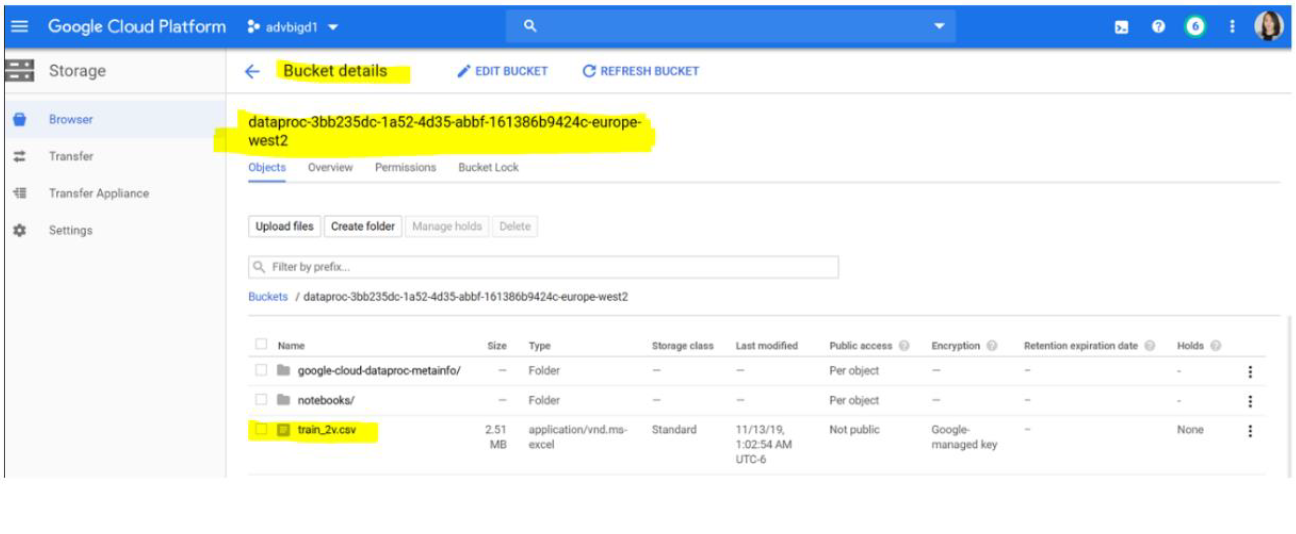 Google Cloud Platform advbigd1 6
Storage Bucket details EDIT BUCKET REFRESH BUCKET
Browser
Transfer
Transfer Appliance
Settings
dataproc-3bb235dc-1a52-4d35-abbf-161386b9424c-europe-
west2
Objects Overview Permissions Bucket Lock
Upload files Create folder Manage holds Delete
Filter by prefix...
Buckets / dataproc-3bb235dc-1a52-4d35-abbf-161386b9424c-europe-west2
Name Size Type Storage class Last modified Public access ? Encryption ? Retention expiration date ? Holds ?
google-cloud-dataproc-metainfo/ — Folder — — Per object — – -
notebooks/ — Folder — — Per object — – -
train_2v.csv 2.51 application/vnd.ms- Standard 11/13/19, Not public Google- – None
MB excel 1:02:54 AM managed key
UTC-6